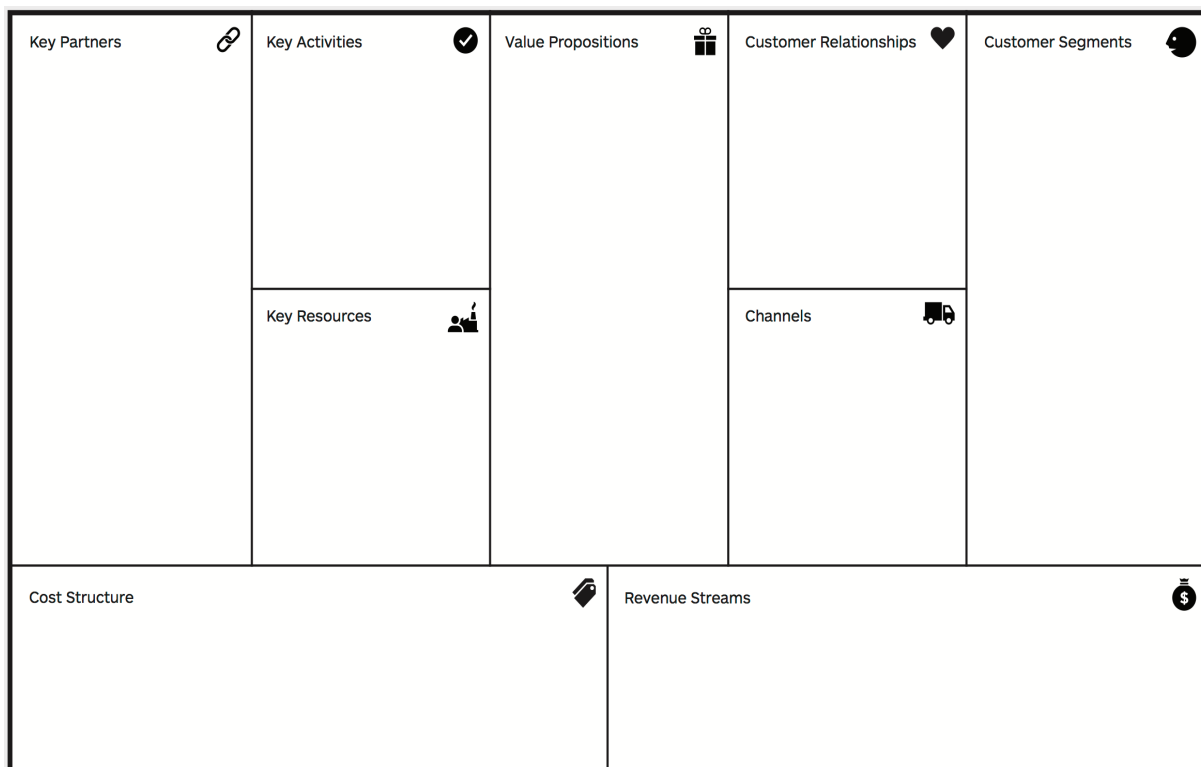 Key Partners
Key Activities
Value Propositions
Customer Relationships
Customer Segments
Key Resources
Channels
Cost Structure
Revenue Streams
$